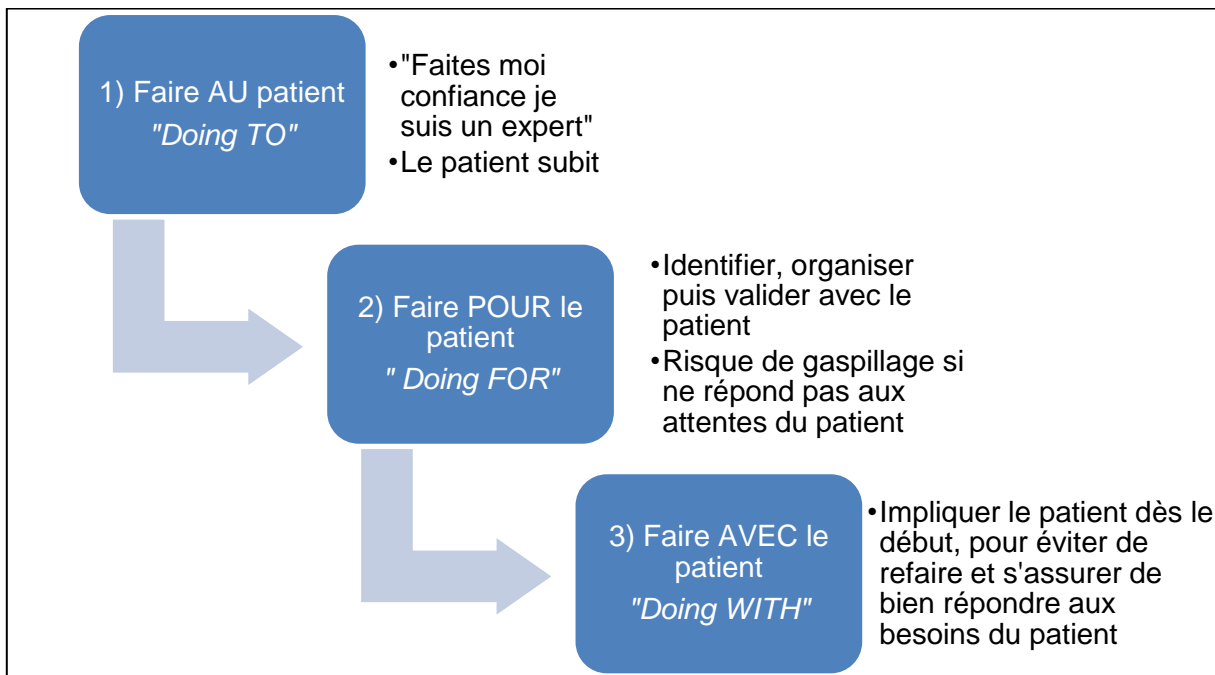 1) Faire AU patient
"Doing TO"
•"Faites moi
confiance je
suis un expert"
•Le patient subit
2) Faire POUR le
patient
" Doing FOR"
•Identifier, organiser
puis valider avec le
patient
•Risque de gaspillage si
ne répond pas aux
attentes du patient
3) Faire AVEC le
patient
"Doing WITH"
•Impliquer le patient dès le
début, pour éviter de
refaire et s'assurer de
bien répondre aux
besoins du patient